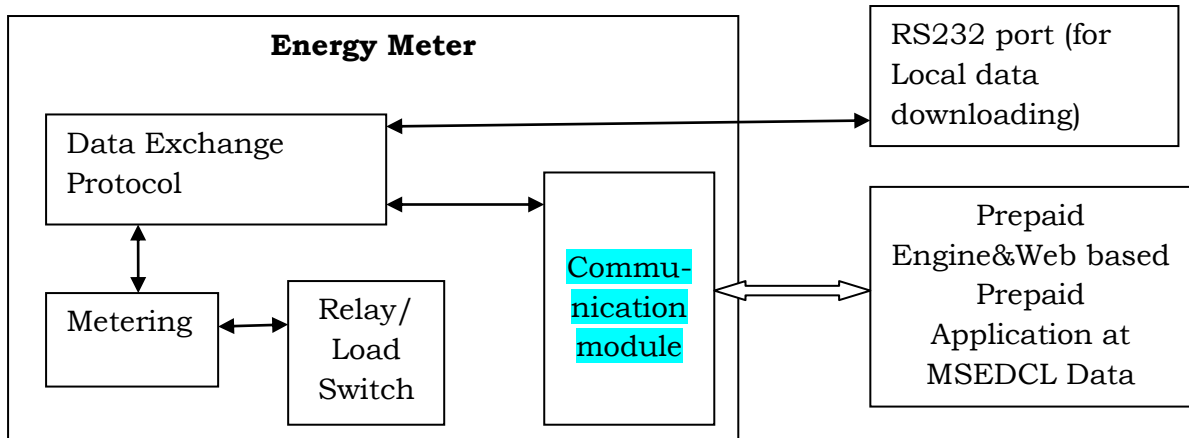 Energy Meter
RS232 port (for
Local data
downloading)
Data Exchange
Protocol
Commu-
nication
module
Prepaid
Engine&Web based
Prepaid
Application at
MSEDCL Data
Metering
Relay/
Load
Switch